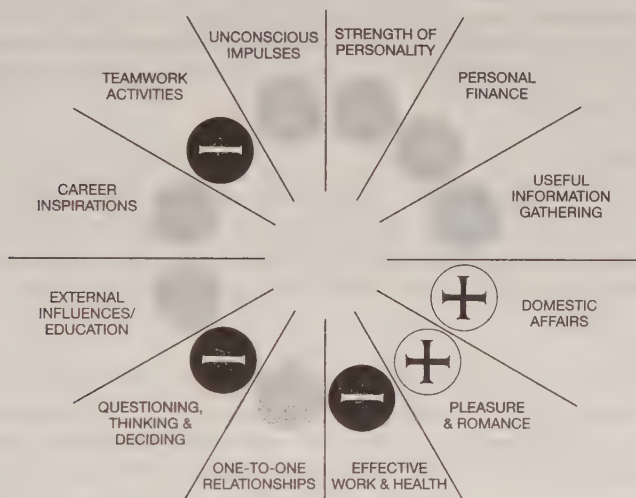 UNCONSCIOUS
IMPULSES
STRENGTH OF
PERSONALITY
PERSONAL
FINANCE
USEFUL
INFORMATION
GATHERING
DOMESTIC
AFFAIRS
PLEASURE
& ROMANCE
EFFECTIVE
WORK & HEALTH
ONE-TO-ONE
RELATIONSHIPS
QUESTIONING,
THINKING &
DECIDING
EXTERNAL
INFLUENCES/
EDUCATION
CAREER
INSPIRATIONS
TEAMWORK
ACTIVITIES